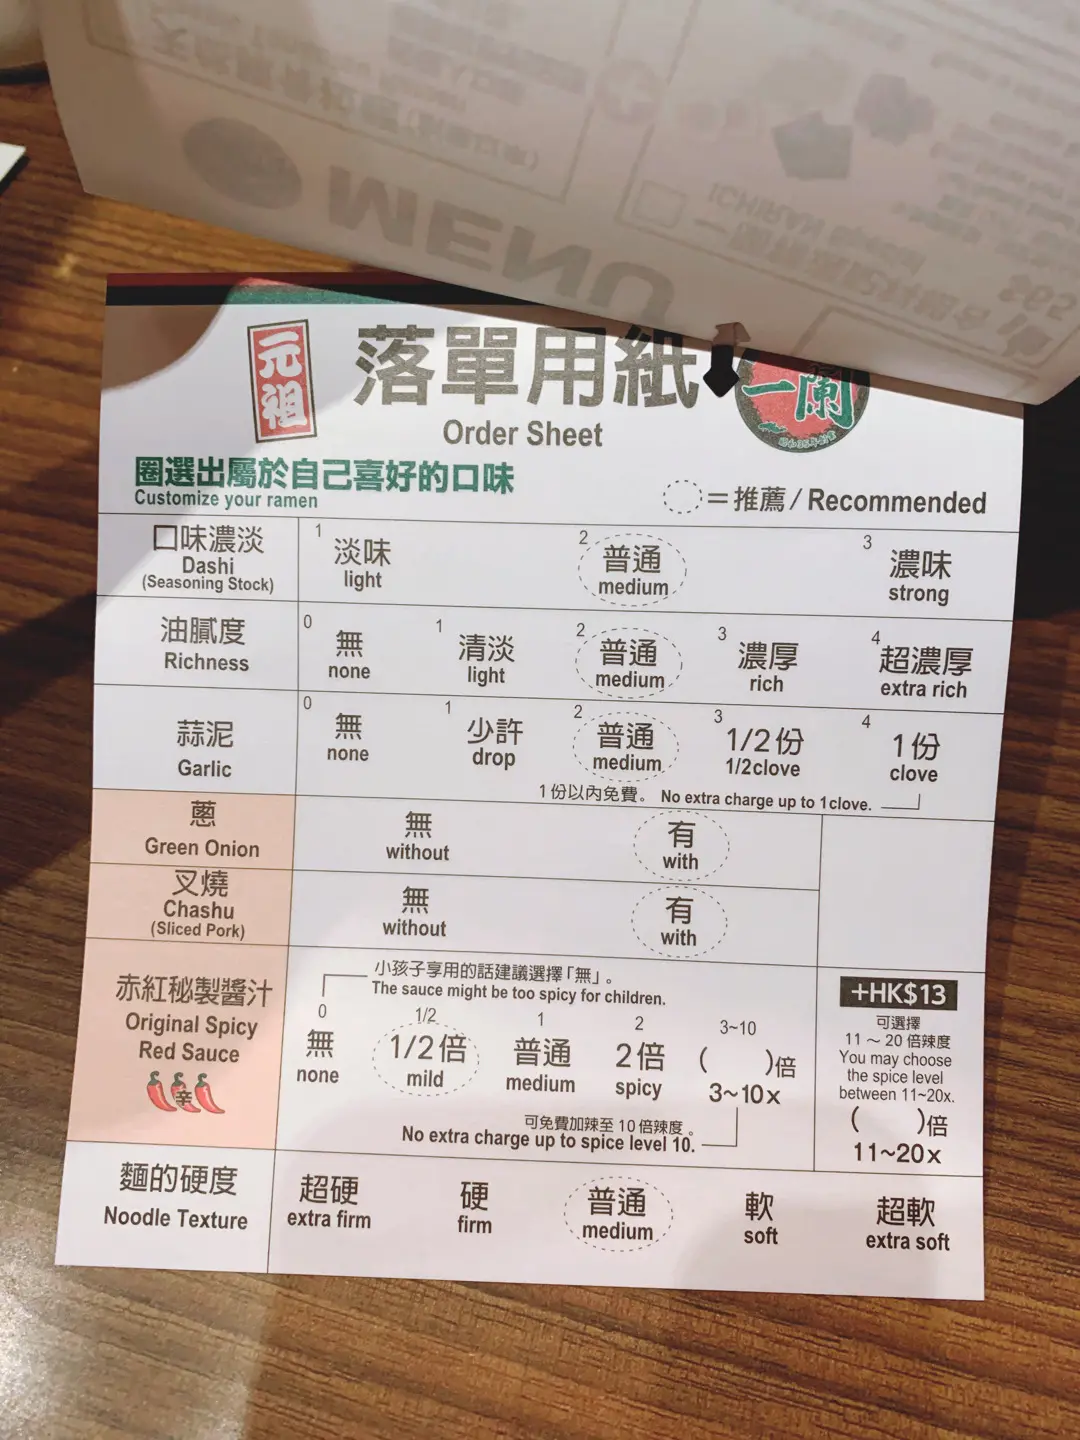 MENU
元祖
落單用紙
一蘭
Order Sheet
圈選出屬於自己喜好的口味
Customize your ramen
=推薦/Recommended
口味濃淡
Dashi
(Seasoning Stock)
1 淡味
light
2 普通
medium
3 濃味
strong
油膩度
Richness
0 無
none
1 清淡
light
2 普通
medium
3 濃厚
rich
4 超濃厚
extra rich
蒜泥
Garlic
0 無
none
1 少許
drop
2 普通
medium
3 1/2份
1/2clove
4 1份
clove
1份以內免費。 No extra charge up to 1clove.
蔥
Green Onion
無
without
有
with
叉燒
Chashu
(Sliced Pork)
無
without
有
with
赤紅秘製醬汁
Original Spicy
Red Sauce
辛
小孩子享用的話建議選擇「無」。
The sauce might be too spicy for children.
0
無
none
1/2
1/2倍
mild
1
普通
medium
2
2倍
spicy
3~10
( )倍
3~10x
可免費加辣至10倍辣度。
No extra charge up to spice level 10.
+HK$13
可選擇
11～20倍辣度
You may choose
the spice level
between 11~20x.
( )倍
11~20x
麵的硬度
Noodle Texture
超硬
extra firm
硬
firm
普通
medium
軟
soft
超軟
extra soft